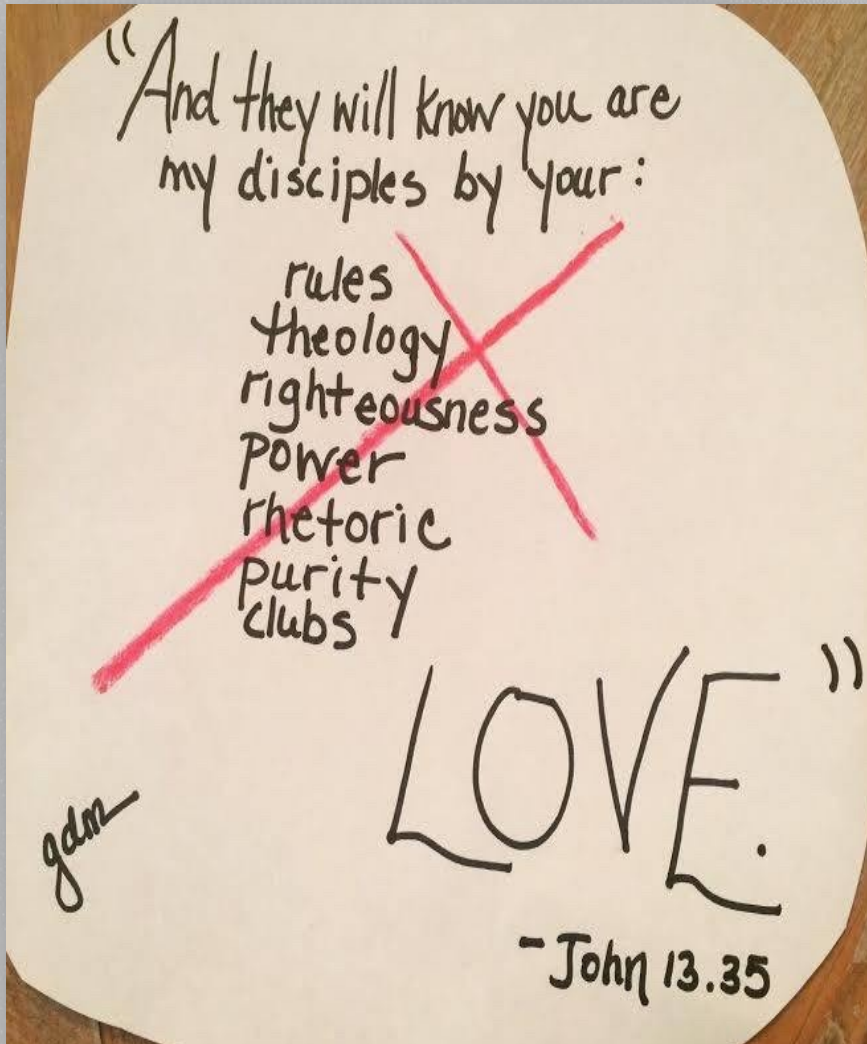 "And they will know you are
my disciples by your:
rules
theology
righteousness
power
rhetoric
purity
clubs
LOVE."
gdm
-John 13.35